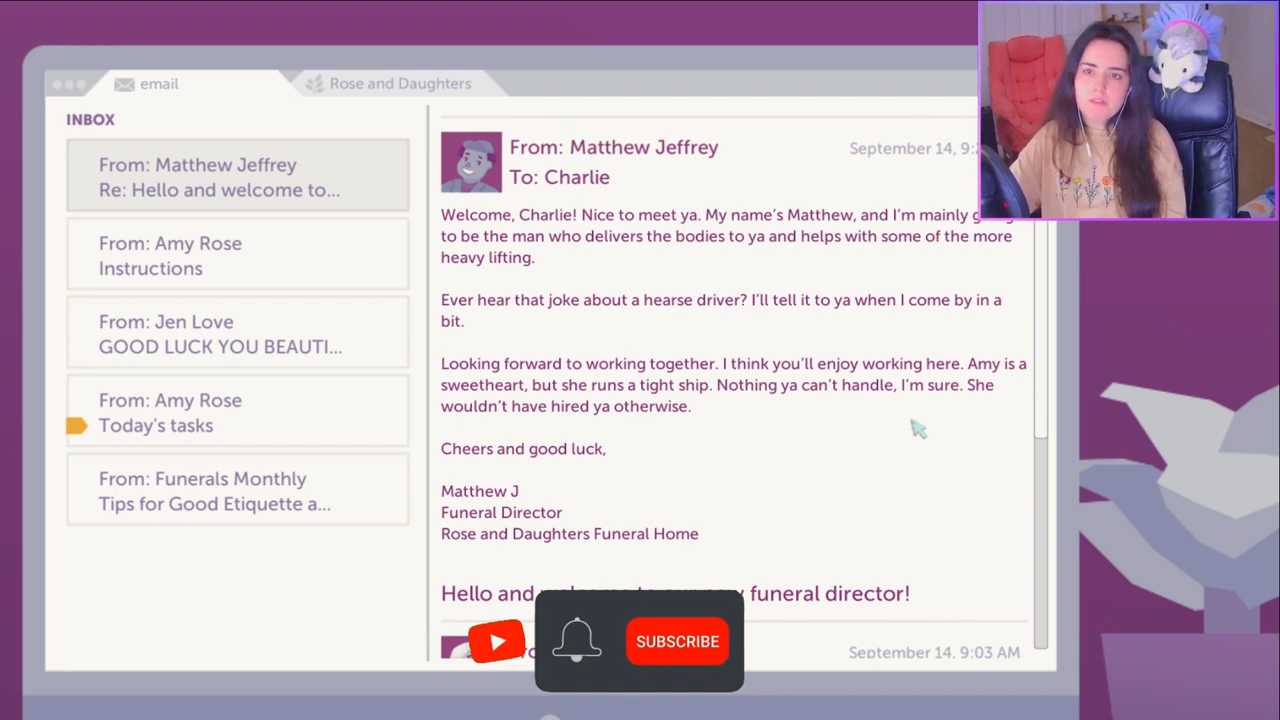 email
Rose and Daughters
INBOX
From: Matthew Jeffrey
Re: Hello and welcome to...
From: Amy Rose
Instructions
From: Jen Love
GOOD LUCK YOU BEAUTI...
From: Amy Rose
Today's tasks
From: Funerals Monthly
Tips for Good Etiquette a...
From: Matthew Jeffrey
September 14, 9:2
To: Charlie
Welcome, Charlie! Nice to meet ya. My name's Matthew, and I'm mainly
to be the man who delivers the bodies to ya and helps with some of the more
heavy lifting.
Ever hear that joke about a hearse driver? I'll tell it to ya when I come by in a
bit.
Looking forward to working together. I think you'll enjoy working here. Amy is a
sweetheart, but she runs a tight ship. Nothing ya can't handle, I'm sure. She
wouldn't have hired ya otherwise.
Cheers and good luck,
Matthew J
Funeral Director
Rose and Daughters Funeral Home
Hello and funeral director!
September 14, 9:03 AM
SUBSCRIBE